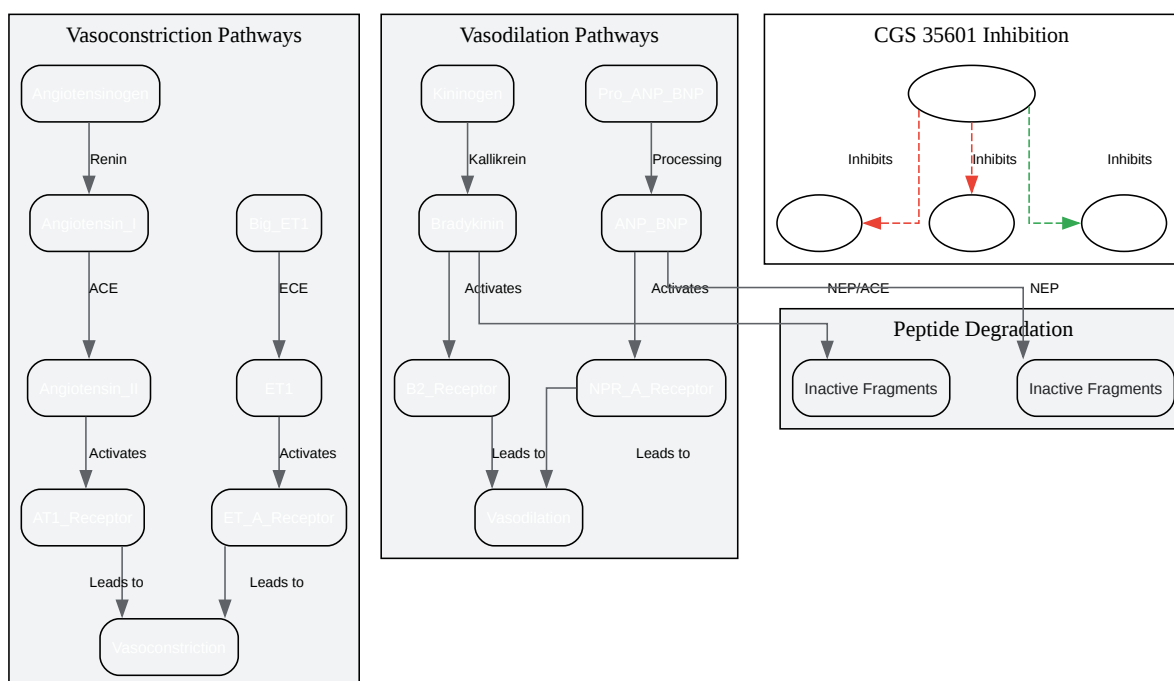 Vasoconstriction Pathways
Angiotensinogen
Renin
Angiotensin_I
Big_ET1
ACE
ECE
Angiotensin_II
ET1
Activates
Activates
AT1_Receptor
ET_A_Receptor
Leads to
Leads to
Vasoconstriction
Vasodilation Pathways
Kininogen
Pro_ANP_BNP
Kallikrein
Processing
Bradykinin
ANP_BNP
Activates
Activates
B2_Receptor
NPR_A_Receptor
Leads to
Leads to
Vasodilation
CGS 35601 Inhibition
Inhibits
Inhibits
Inhibits
NEP/ACE
NEP
Peptide Degradation
Inactive Fragments
Inactive Fragments